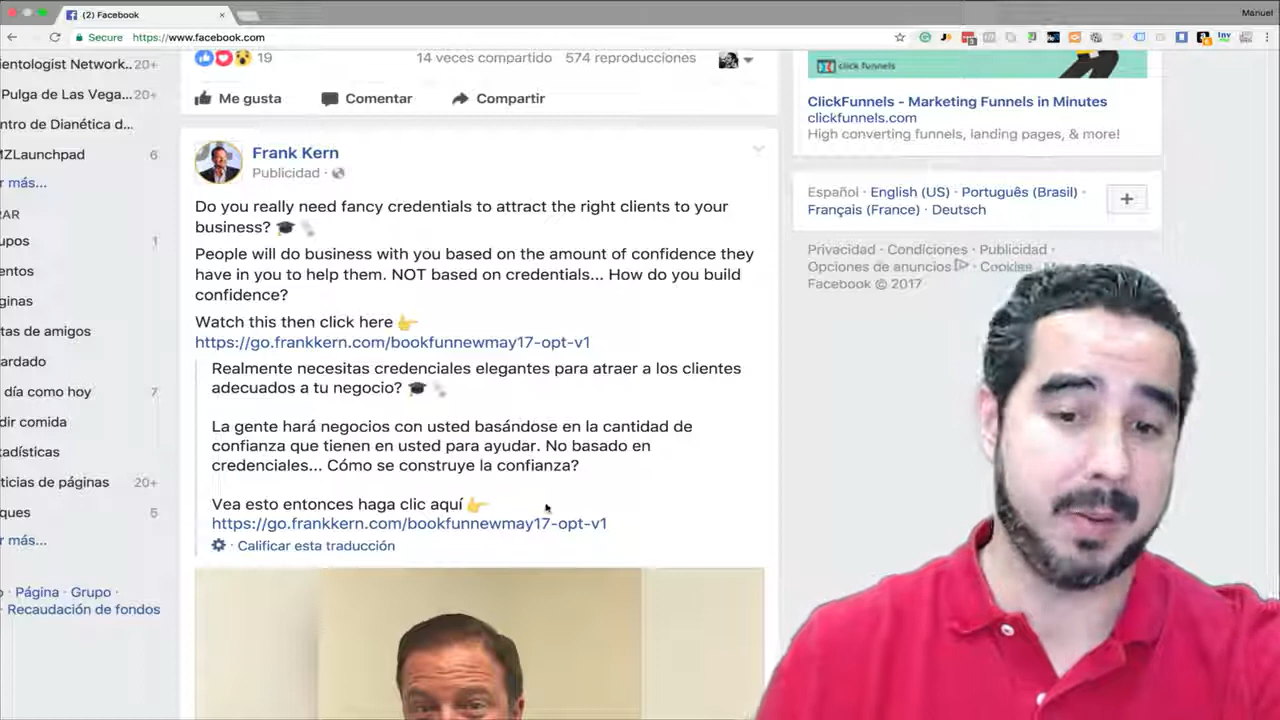 (2) Facebook
Manuel
Secure https://www.facebook.com
ientologist Network.. 20+
Pulga de Las Vega... 20+
ntro de Dianética d...
MZLaunchpad 6
r más...
RAR
upos 1
entos
ginas
tas de amigos
ardado
día como hoy 7
dir comida
tadísticas
ticias de páginas 20+
ques 5
r más...
Página · Grupo ·
Recaudación de fondos
19 14 veces compartido 574 reproducciones
Me gusta Comentar Compartir
Frank Kern
Publicidad ·
Do you really need fancy credentials to attract the right clients to your
business?
People will do business with you based on the amount of confidence they
have in you to help them. NOT based on credentials... How do you build
confidence?
Watch this then click here
https://go.frankkern.com/bookfunnewmay17-opt-v1
Realmente necesitas credenciales elegantes para atraer a los clientes
adecuados a tu negocio?
La gente hará negocios con usted basándose en la cantidad de
confianza que tienen en usted para ayudar. No basado en
credenciales... Cómo se construye la confianza?
Vea esto entonces haga clic aquí
https://go.frankkern.com/bookfunnewmay17-opt-v1
· Calificar esta traducción
click funnels
ClickFunnels - Marketing Funnels in Minutes
clickfunnels.com
High converting funnels, landing pages, & more!
Español · English (US) · Português (Brasil) ·
Français (France) · Deutsch
Privacidad · Condiciones · Publicidad ·
Opciones de anuncios · Cookies ·
Facebook © 2017